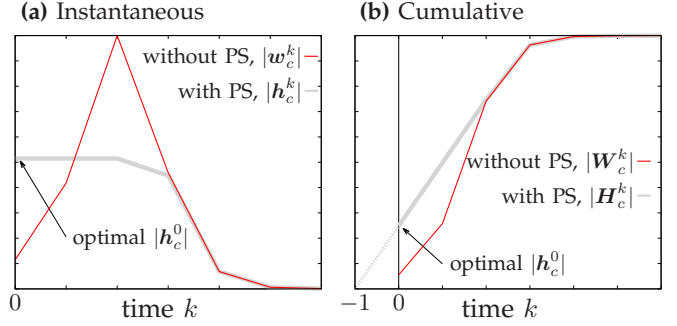 (a) Instantaneous
without PS, |w_c^k|
with PS, |h_c^k|
optimal |h_c^0|
0
time k
(b) Cumulative
without PS, |W_c^k|
with PS, |H_c^k|
optimal |h_c^0|
−1 0
time k